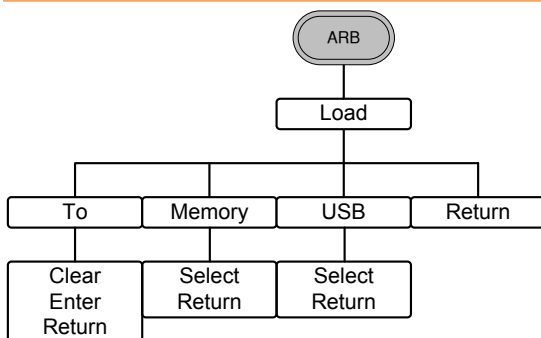 ARB
Load
To
Memory
USB
Return
Clear
Enter
Return
Select
Return
Select
Return